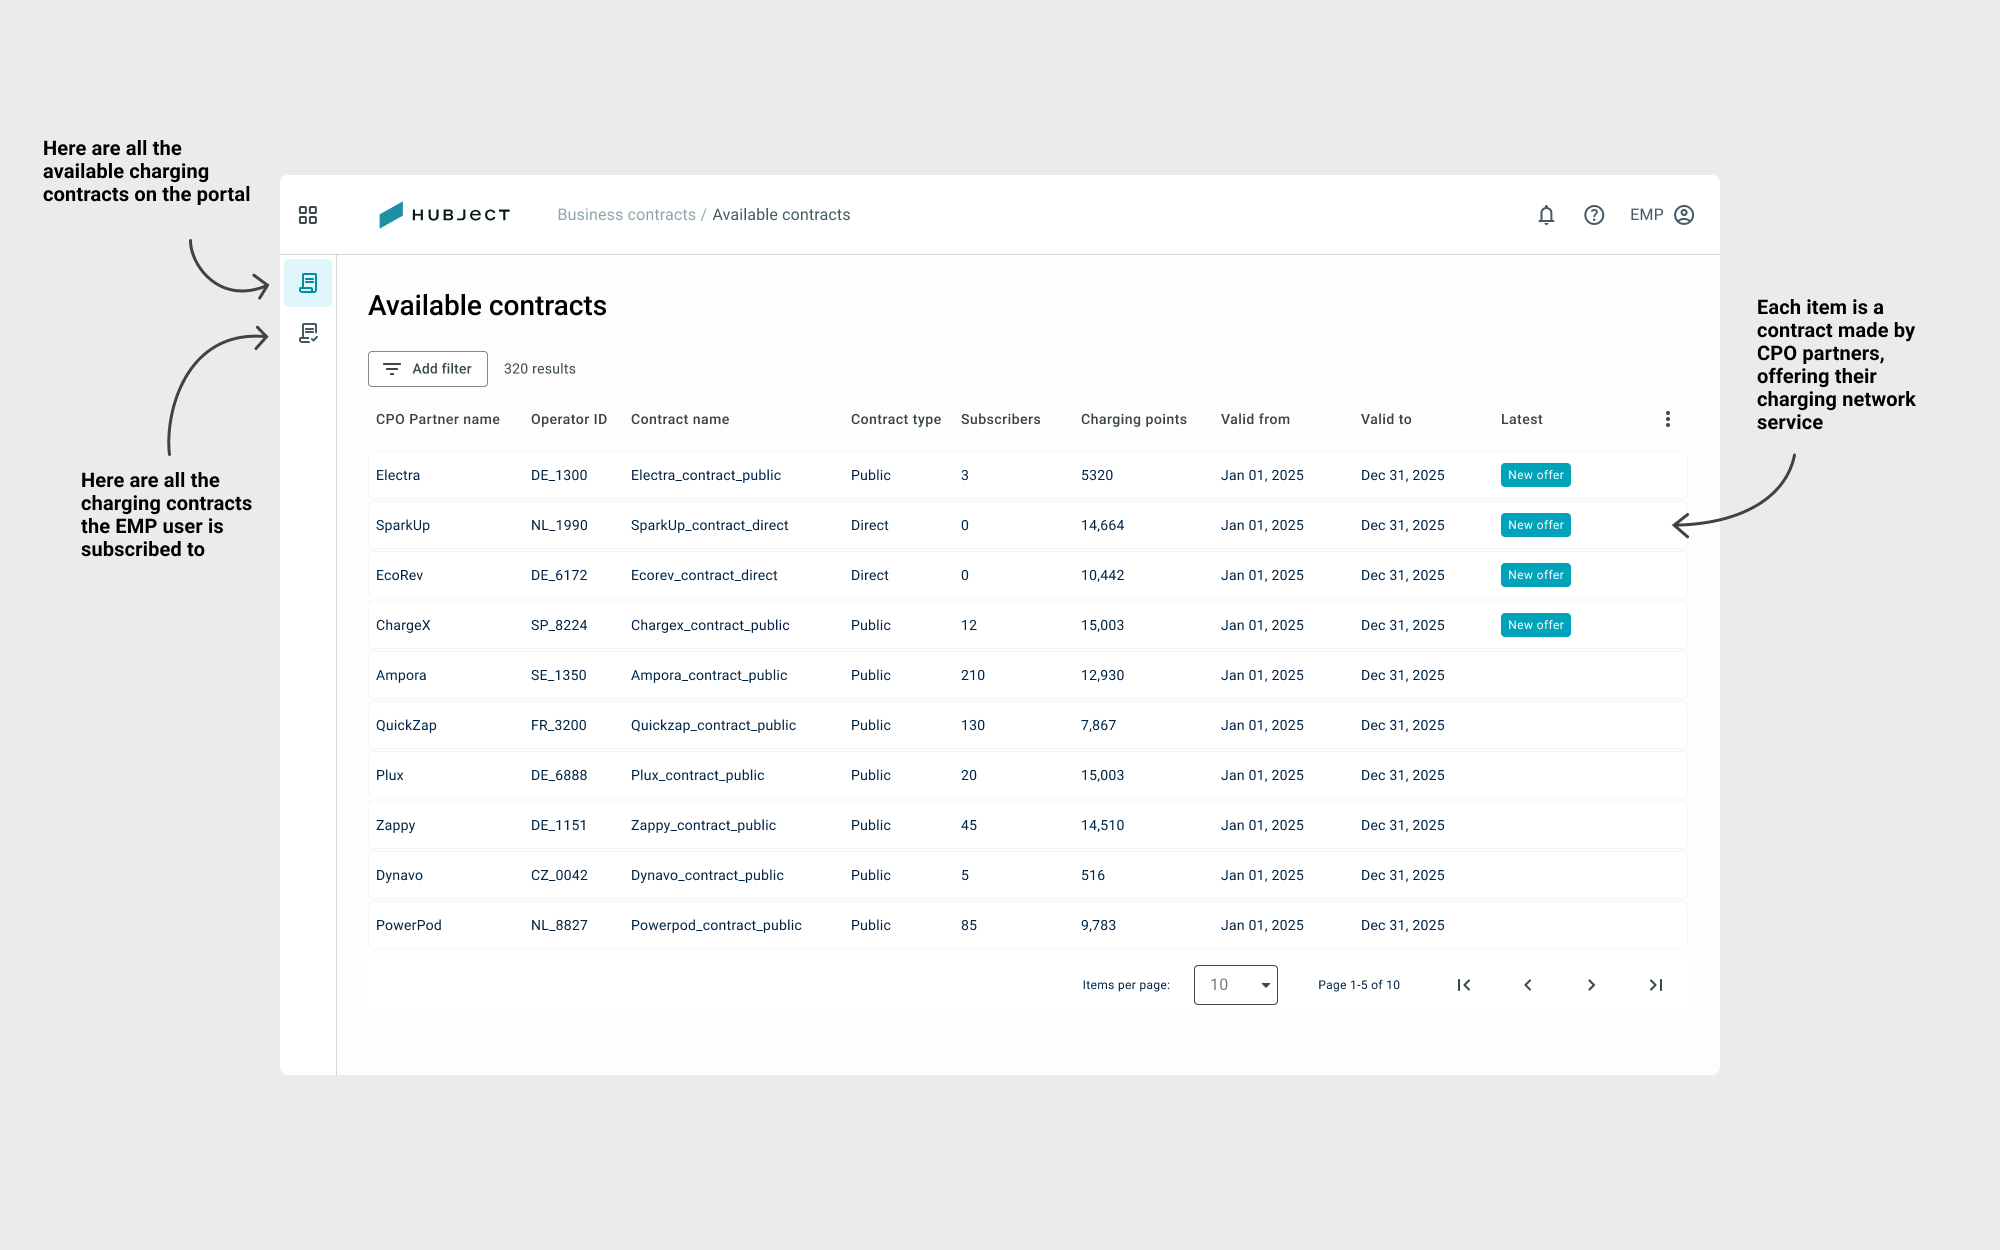 Here are all the
available charging
contracts on the portal
HUBJECT
Business contracts / Available contracts
EMP
Available contracts
Add filter
320 results
CPO Partner name Operator ID Contract name Contract type Subscribers Charging points Valid from Valid to Latest
Electra DE_1300 Electra_contract_public Public 3 5320 Jan 01, 2025 Dec 31, 2025 New offer
SparkUp NL_1990 SparkUp_contract_direct Direct 0 14,664 Jan 01, 2025 Dec 31, 2025 New offer
EcoRev DE_6172 Ecorev_contract_direct Direct 0 10,442 Jan 01, 2025 Dec 31, 2025 New offer
ChargeX SP_8224 Chargex_contract_public Public 12 15,003 Jan 01, 2025 Dec 31, 2025 New offer
Ampora SE_1350 Ampora_contract_public Public 210 12,930 Jan 01, 2025 Dec 31, 2025
QuickZap FR_3200 Quickzap_contract_public Public 130 7,867 Jan 01, 2025 Dec 31, 2025
Plux DE_6888 Plux_contract_public Public 20 15,003 Jan 01, 2025 Dec 31, 2025
Zappy DE_1151 Zappy_contract_public Public 45 14,510 Jan 01, 2025 Dec 31, 2025
Dynavo CZ_0042 Dynavo_contract_public Public 5 516 Jan 01, 2025 Dec 31, 2025
PowerPod NL_8827 Powerpod_contract_public Public 85 9,783 Jan 01, 2025 Dec 31, 2025
Items per page: 10 Page 1-5 of 10
Here are all the
charging contracts
the EMP user is
subscribed to
Each item is a
contract made by
CPO partners,
offering their
charging network
service